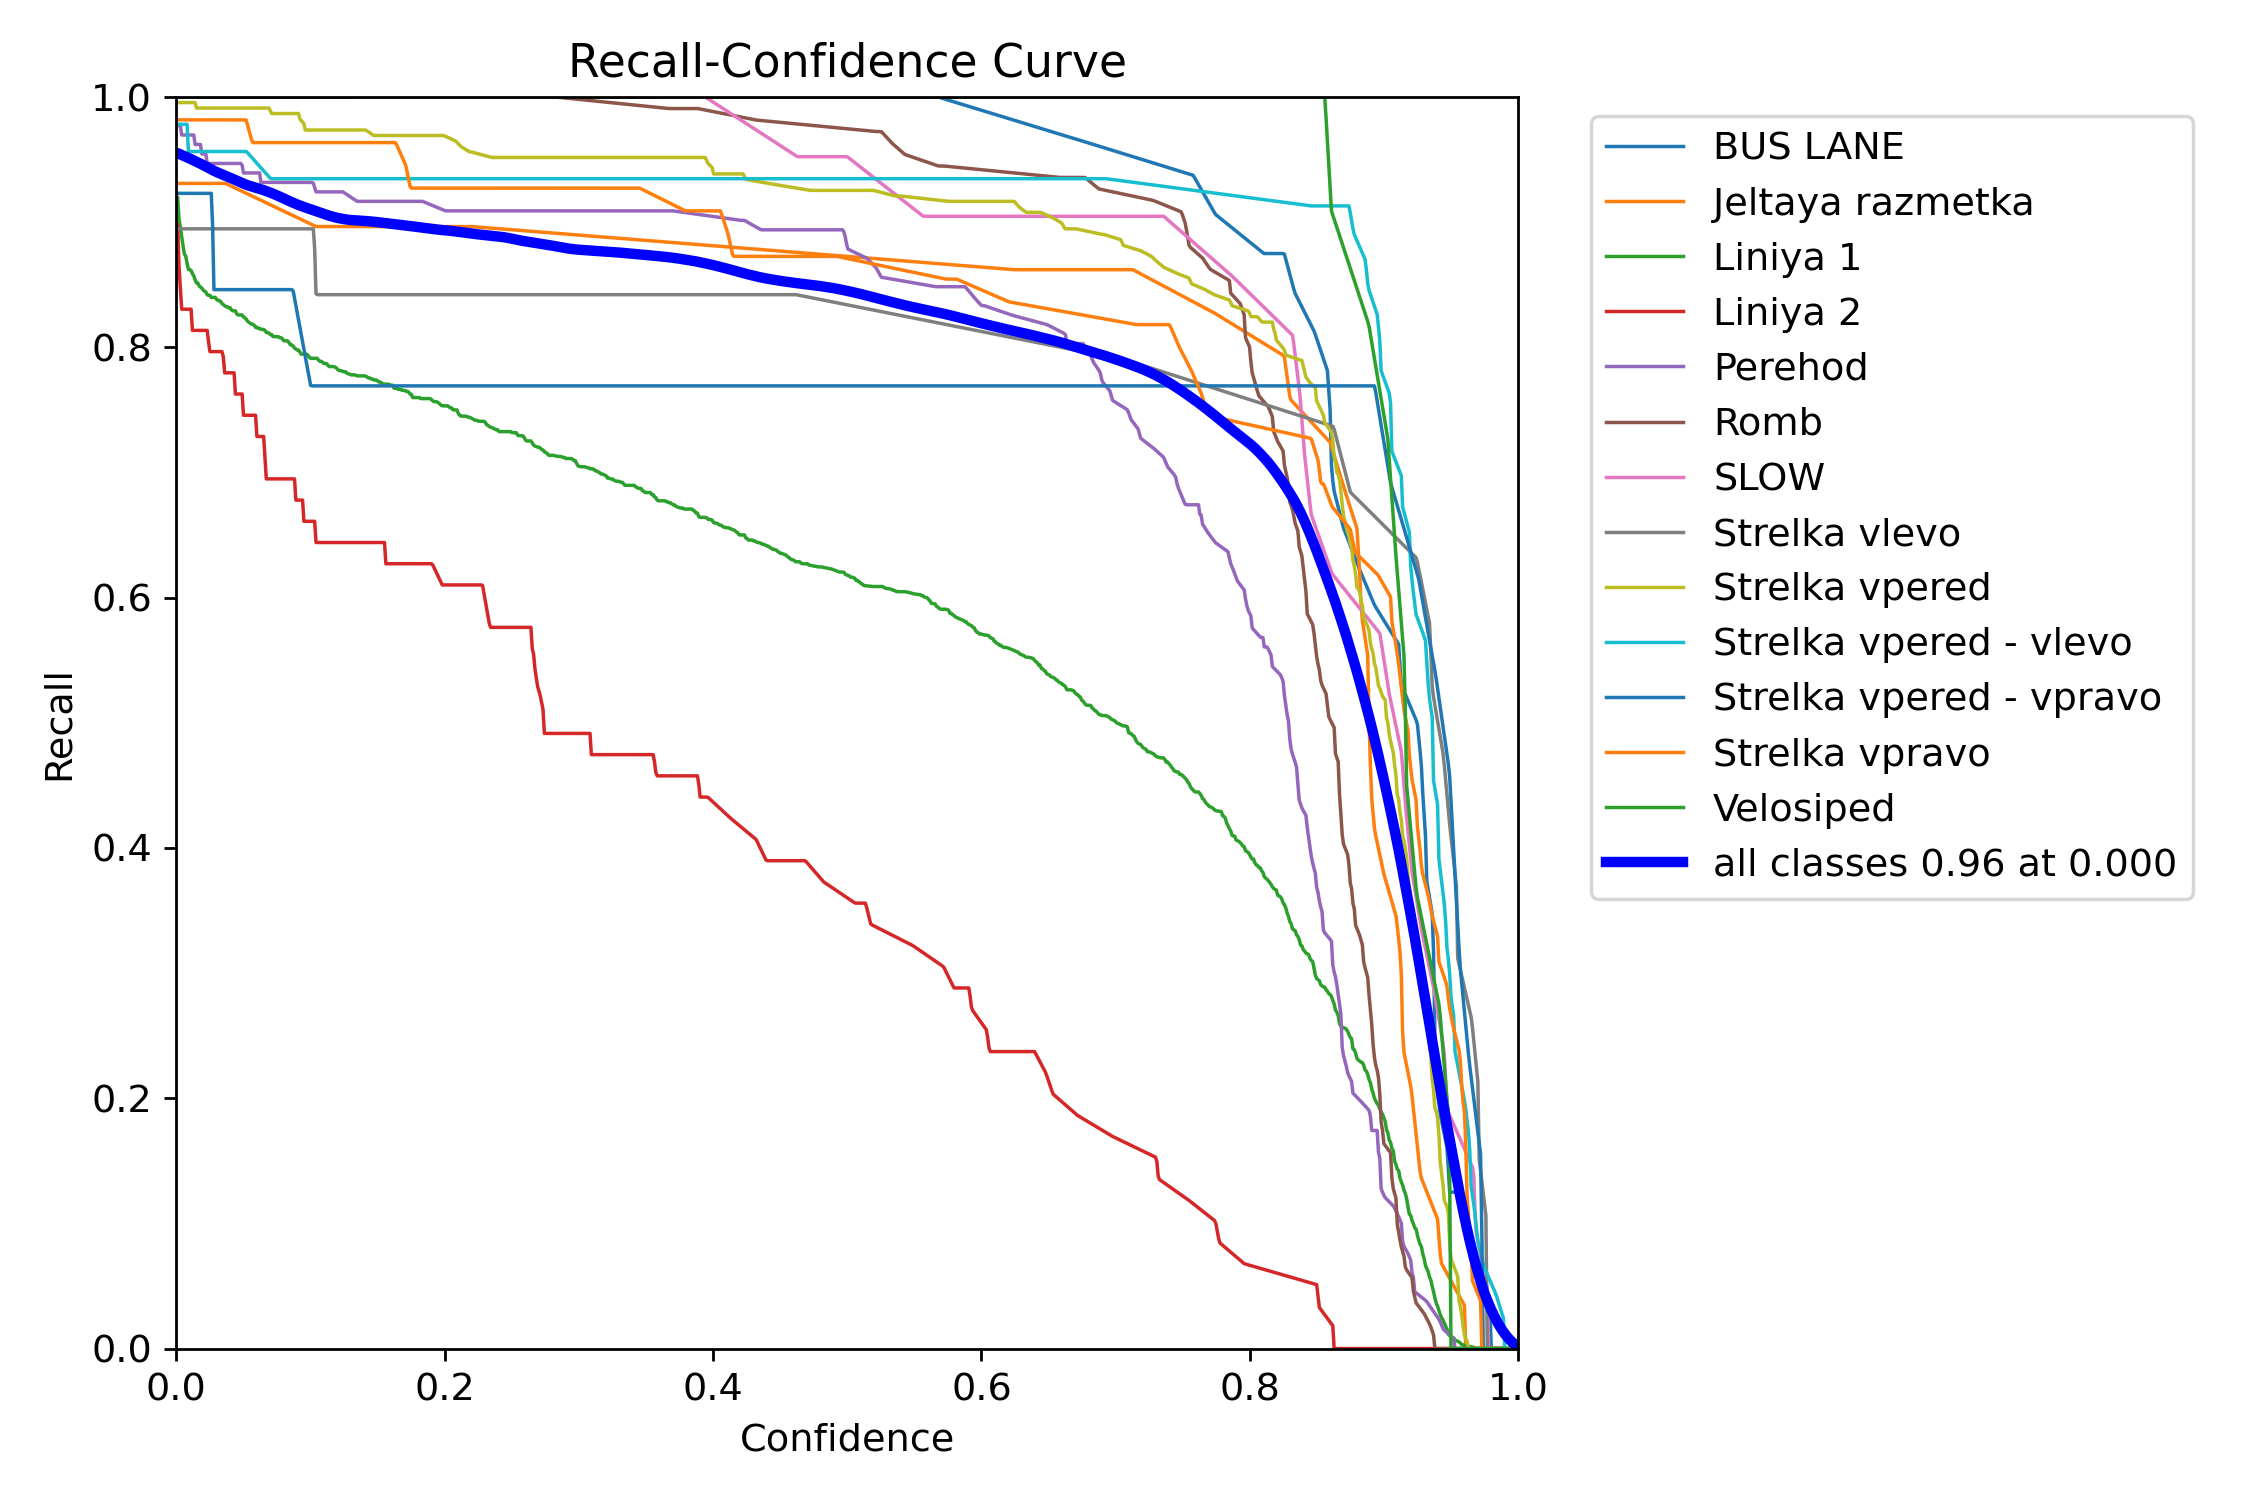 Recall-Confidence Curve
1.0
0.8
0.6
0.4
0.2
0.0
Recall
0.0 0.2 0.4 0.6 0.8 1.0
Confidence
BUS LANE
Jeltaya razmetka
Liniya 1
Liniya 2
Perehod
Romb
SLOW
Strelka vlevo
Strelka vpered
Strelka vpered - vlevo
Strelka vpered - vpravo
Strelka vpravo
Velosiped
all classes 0.96 at 0.000